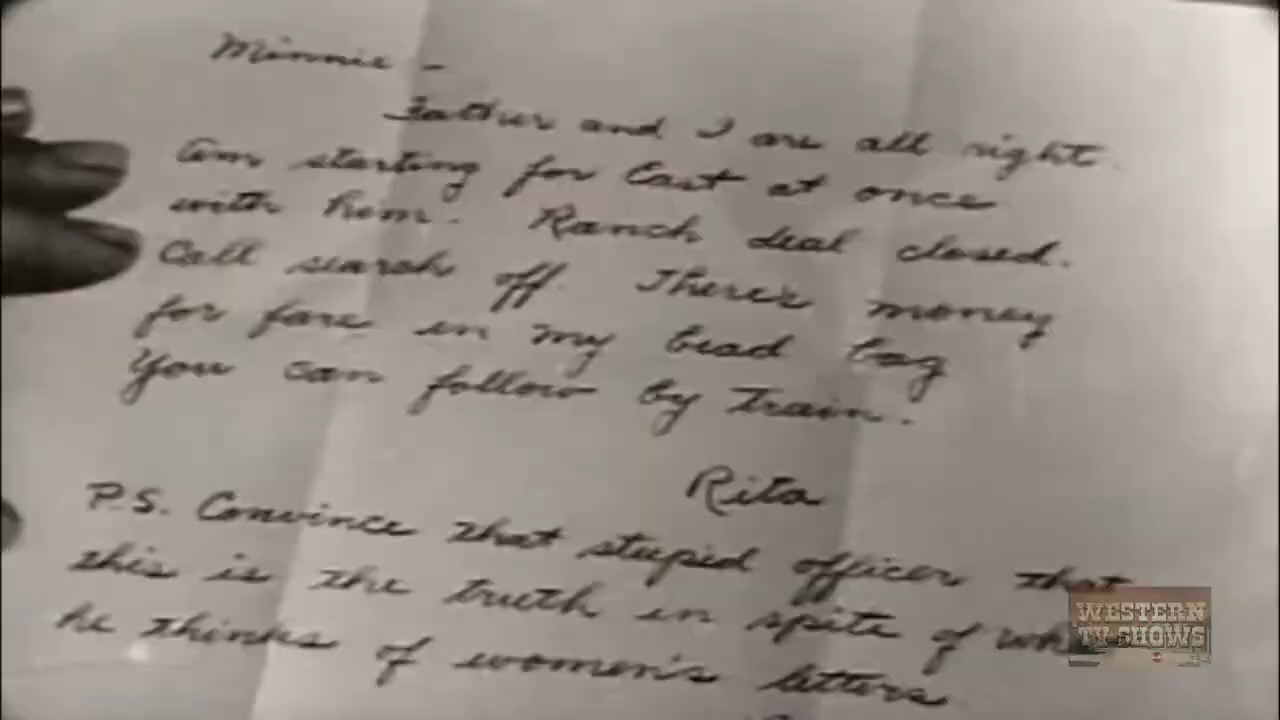 Minnie -
Father and I are all right.
Am starting for East at once
with him. Ranch deal closed.
Call search off. There's money
for fare in my bead bag
You can follow by train.
Rita
P.S. Convince that stupid officer that
this is the truth in spite of
he thinks of women's letters
WESTERN
TV SHOWS